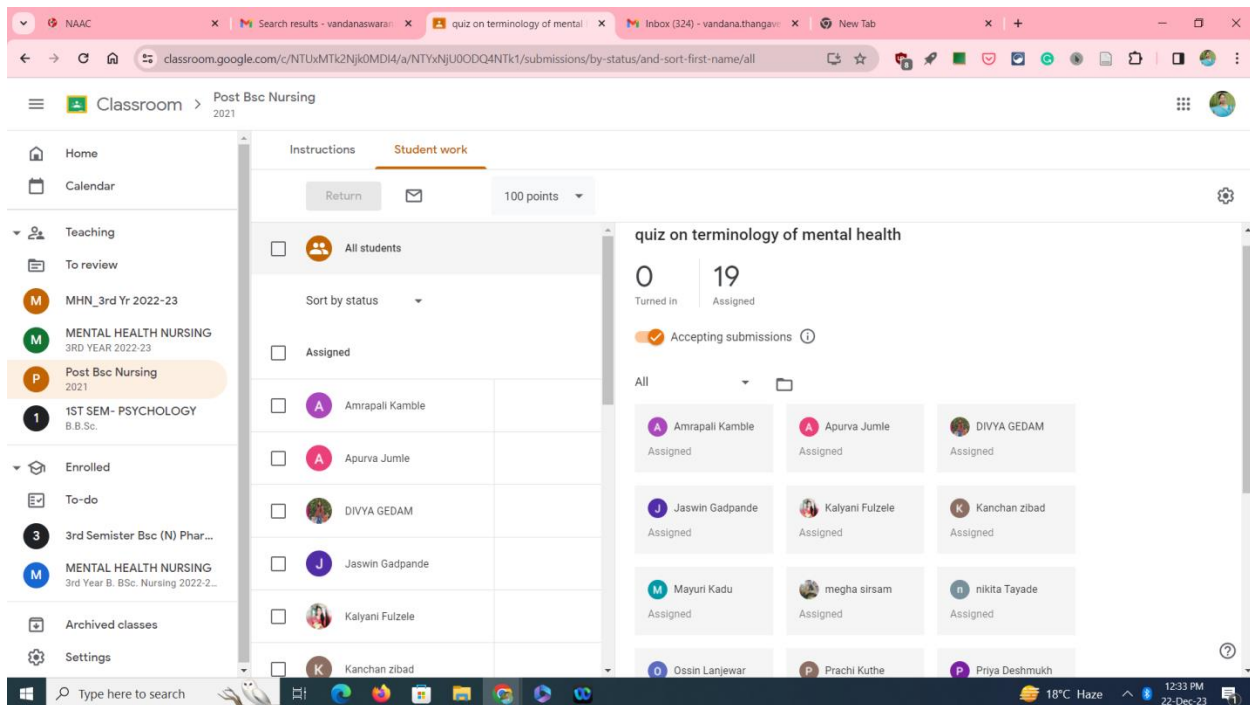 NAAC
Search results - vandanaswaran
quiz on terminology of mental
Inbox (324) - vandana.thangave
New Tab
classroom.google.com/c/NTUxMTk2Njk0MDI4/a/NTYxNjU0ODQ4NTk1/submissions/by-status/and-sort-first-name/all
Classroom > Post Bsc Nursing
2021
Home
Calendar
Teaching
To review
M MHN_3rd Yr 2022-23
M MENTAL HEALTH NURSING
3RD YEAR 2022-23
P Post Bsc Nursing
2021
1 1ST SEM- PSYCHOLOGY
B.B.Sc.
Enrolled
To-do
3 3rd Semister Bsc (N) Phar...
M MENTAL HEALTH NURSING
3rd Year B. BSc. Nursing 2022-2...
Archived classes
Settings
Instructions Student work
Return 100 points
All students
Sort by status
Assigned
A Amrapali Kamble
A Apurva Jumle
DIVYA GEDAM
J Jaswin Gadpande
Kalyani Fulzele
K Kanchan zibad
quiz on terminology of mental health
0 19
Turned in Assigned
Accepting submissions
All
A Amrapali Kamble A Apurva Jumle DIVYA GEDAM
Assigned Assigned Assigned
J Jaswin Gadpande Kalyani Fulzele K Kanchan zibad
Assigned Assigned Assigned
M Mayuri Kadu megha sirsam n nikita Tayade
Assigned Assigned Assigned
O Ossin Lanjewar P Prachi Kuthe P Priya Deshmukh
Type here to search
18°C Haze
12:33 PM
22-Dec-23